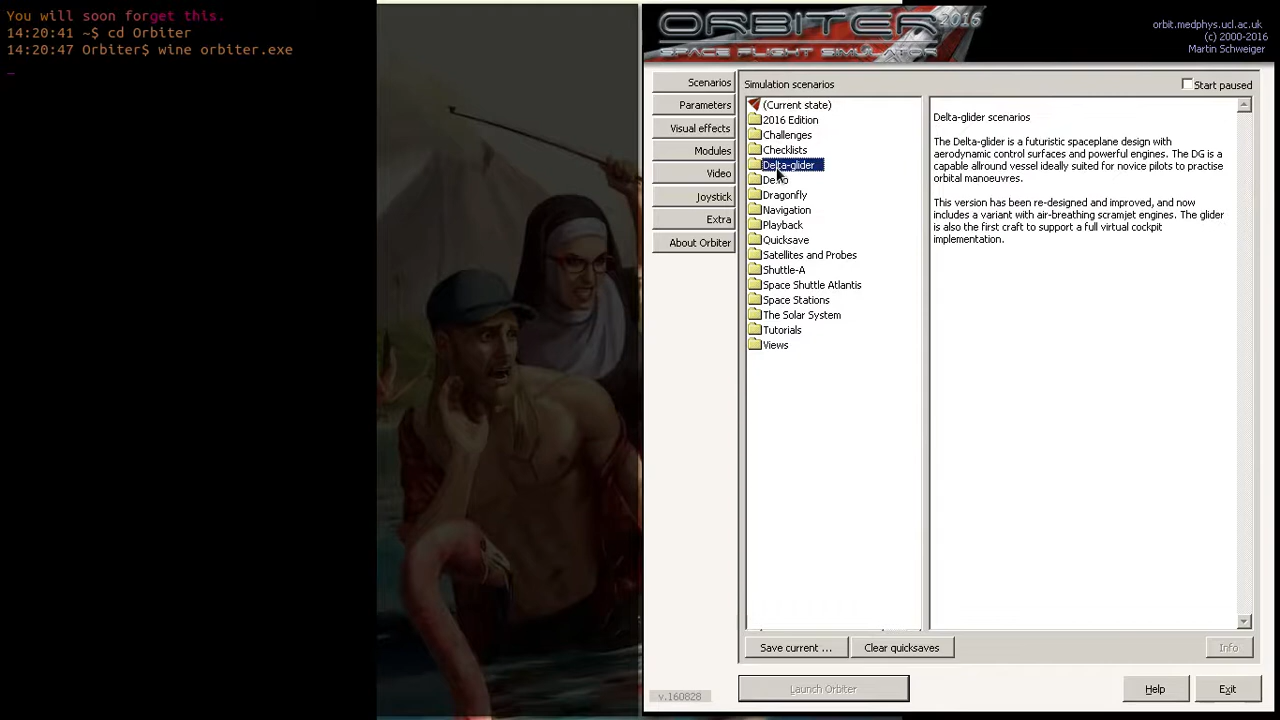 You will soon forget this.
14:20:41 ~$ cd Orbiter
14:20:47 Orbiter$ wine orbiter.exe
ORBITER 2016
SPACE FLIGHT SIMULATOR
orbit.medphys.ucl.ac.uk
(c) 2000-2016
Martin Schweiger
Scenarios
Parameters
Visual effects
Modules
Video
Joystick
Extra
About Orbiter
Simulation scenarios
Start paused
(Current state)
2016 Edition
Challenges
Checklists
Delta-glider
Demo
Dragonfly
Navigation
Playback
Quicksave
Satellites and Probes
Shuttle-A
Space Shuttle Atlantis
Space Stations
The Solar System
Tutorials
Views
Delta-glider scenarios
The Delta-glider is a futuristic spaceplane design with
aerodynamic control surfaces and powerful engines. The DG is a
capable allround vessel ideally suited for novice pilots to practise
orbital manoeuvres.
This version has been re-designed and improved, and now
includes a variant with air-breathing scramjet engines. The glider
is also the first craft to support a full virtual cockpit
implementation.
Save current ...
Clear quicksaves
Info
v.160828
Launch Orbiter
Help
Exit